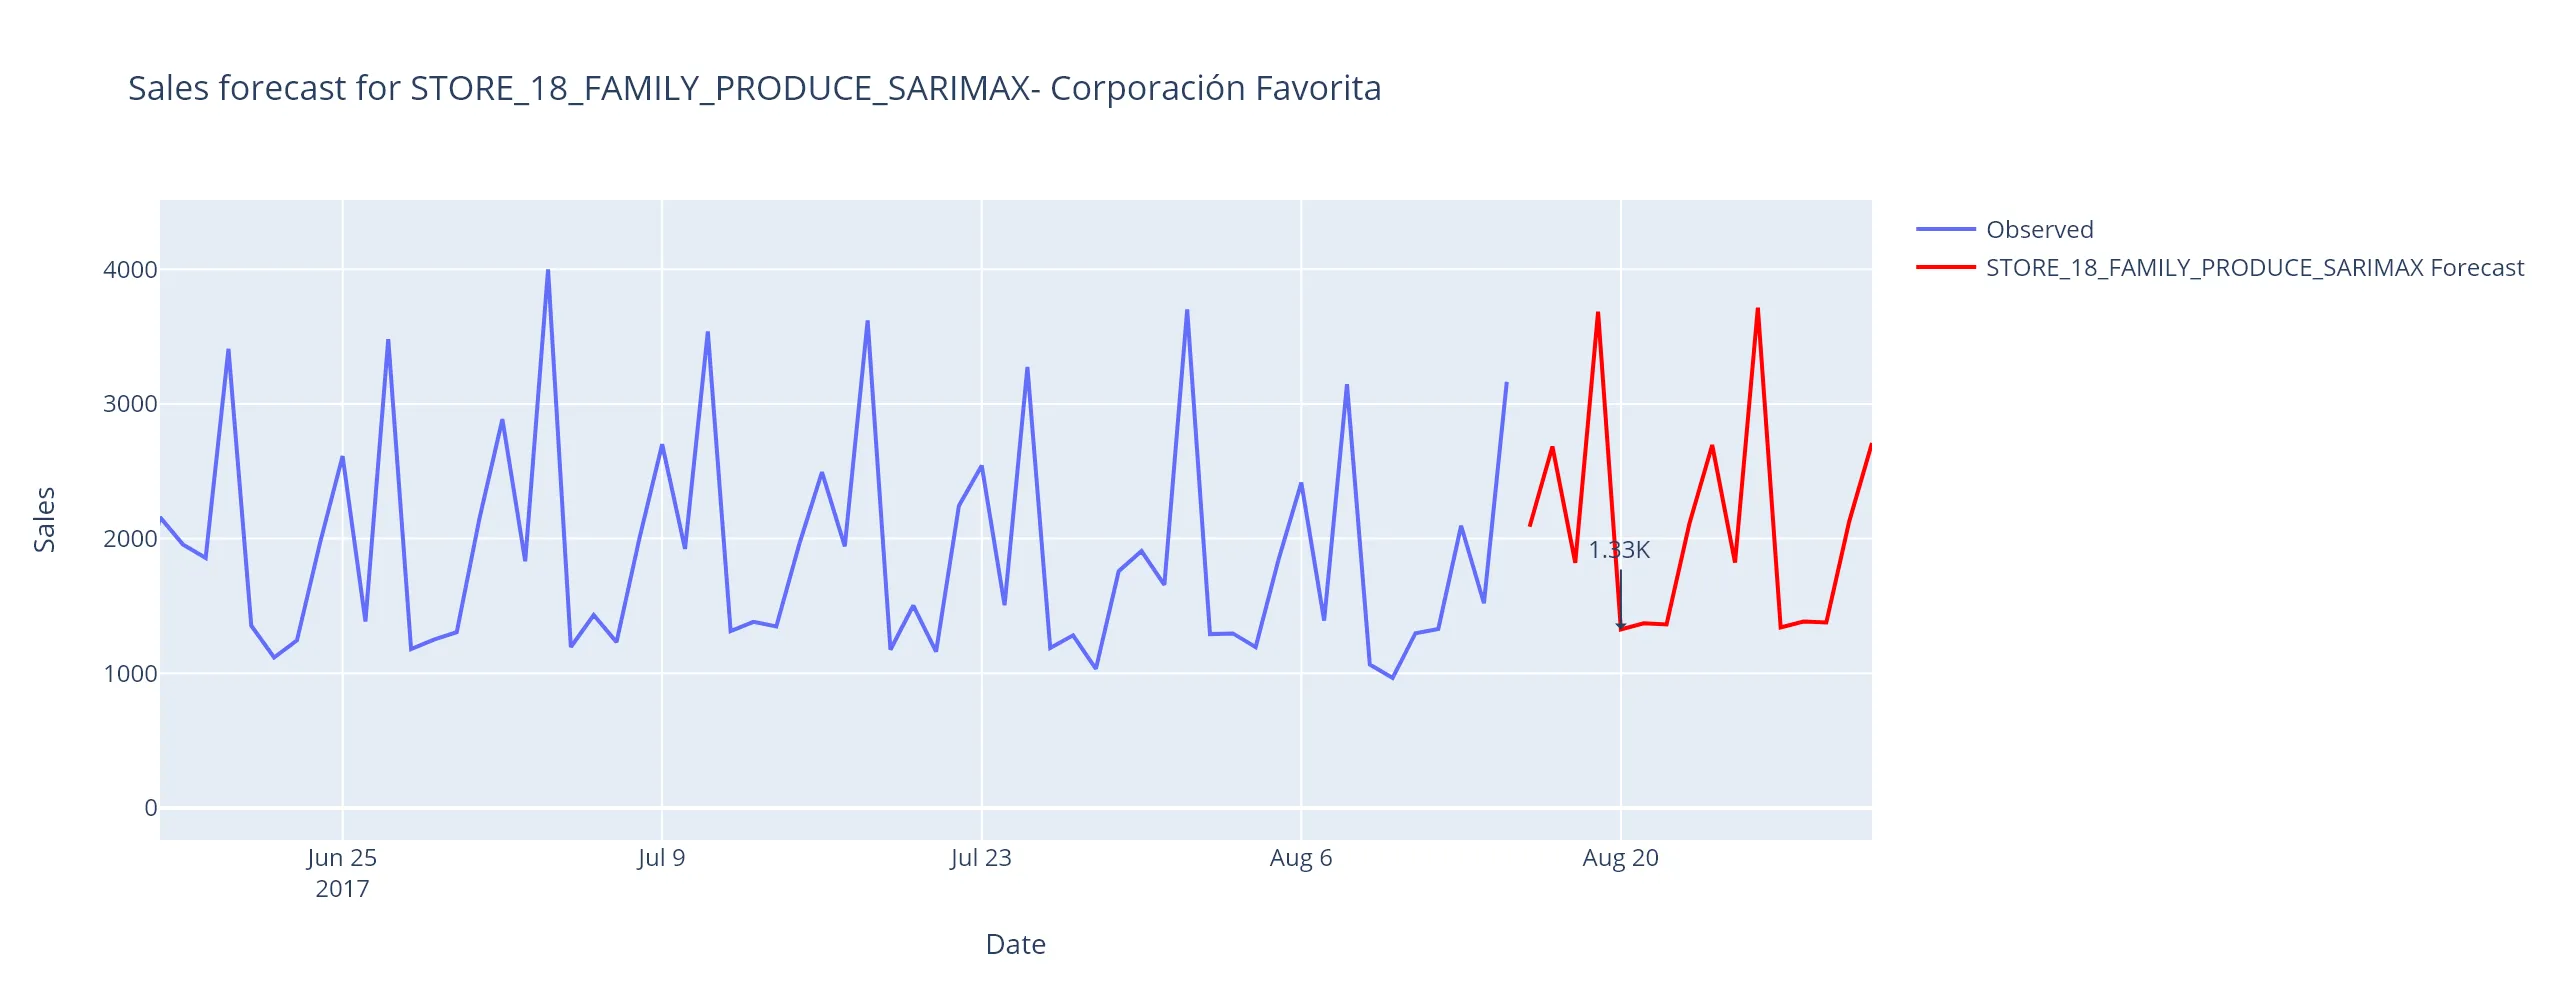 Sales forecast for STORE_18_FAMILY_PRODUCE_SARIMAX- Corporación Favorita
Observed
STORE_18_FAMILY_PRODUCE_SARIMAX Forecast
4000
3000
2000
1000
0
Sales
1.33K
Jun 25
2017
Jul 9
Jul 23
Aug 6
Aug 20
Date